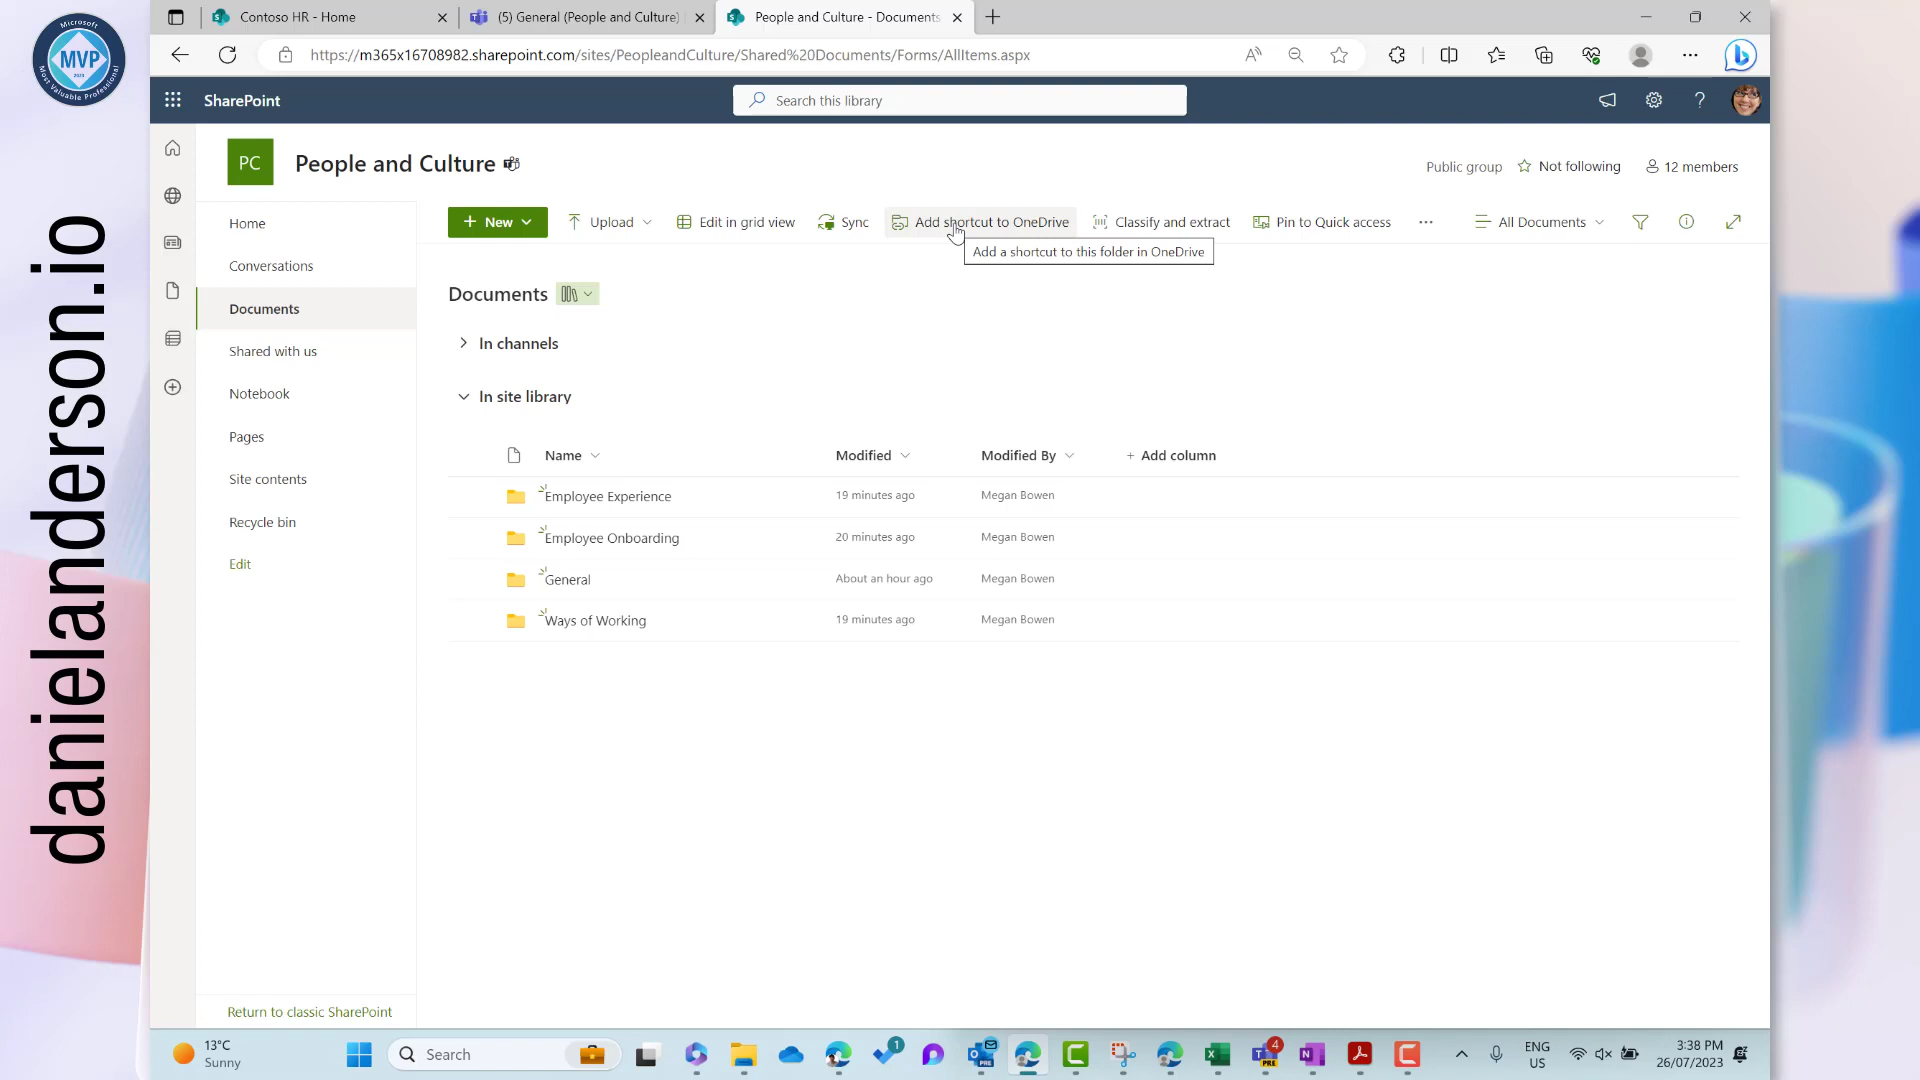 Microsoft
MVP
Most Valuable Professional
danielanderson.io
Contoso HR - Home
(5) General (People and Culture)
People and Culture - Documents
https://m365x16708982.sharepoint.com/sites/PeopleandCulture/Shared%20Documents/Forms/AllItems.aspx
SharePoint
Search this library
PC
People and Culture
Public group
Not following
12 members
Home
Conversations
Documents
Shared with us
Notebook
Pages
Site contents
Recycle bin
Edit
Return to classic SharePoint
New
Upload
Edit in grid view
Sync
Add shortcut to OneDrive
Classify and extract
Pin to Quick access
All Documents
Add a shortcut to this folder in OneDrive
Documents
In channels
In site library
Name
Modified
Modified By
+ Add column
Employee Experience
19 minutes ago
Megan Bowen
Employee Onboarding
20 minutes ago
Megan Bowen
General
About an hour ago
Megan Bowen
Ways of Working
19 minutes ago
Megan Bowen
13°C
Sunny
Search
1
PRE
4
PRE
ENG
US
3:38 PM
26/07/2023